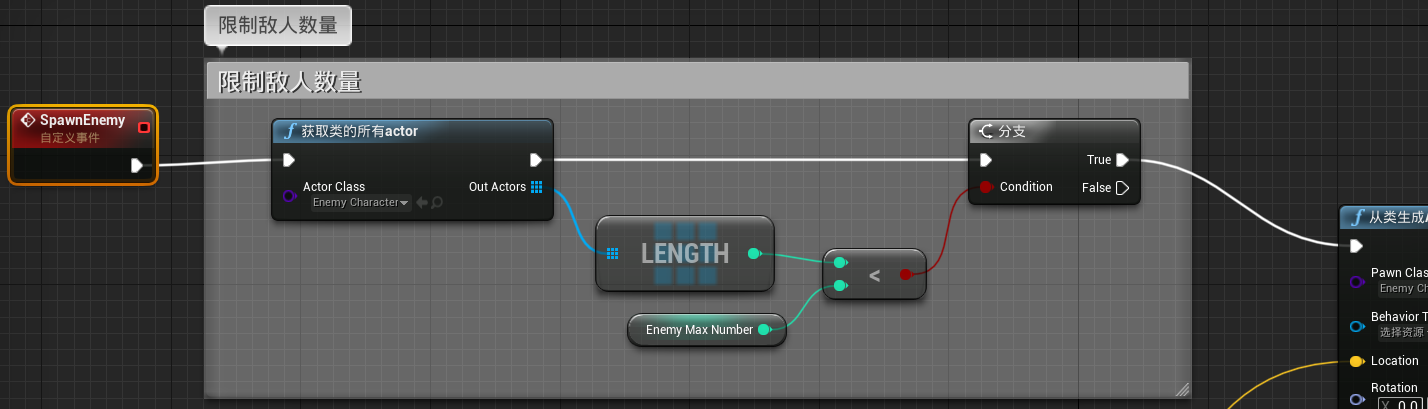 限制敌人数量
限制敌人数量
SpawnEnemy
自定义事件
获取类的所有actor
Actor Class
Enemy Character
Out Actors
LENGTH
Enemy Max Number
<
分支
True
Condition
False
从类生成
Pawn Clas
Enemy Ch
Behavior T
选择资源
Location
Rotation
X 0.0